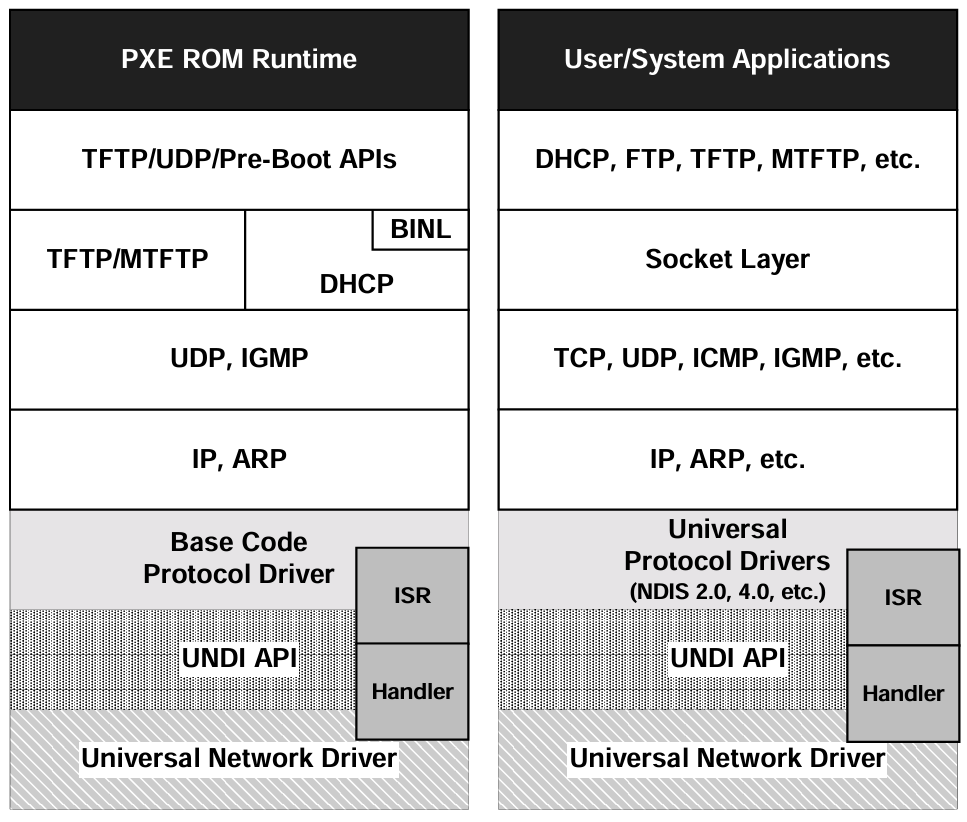 PXE ROM Runtime
TFTP/UDP/Pre-Boot APIs
TFTP/MTFTP
BINL
DHCP
UDP, IGMP
IP, ARP
Base Code
Protocol Driver
ISR
UNDI API
Handler
Universal Network Driver
User/System Applications
DHCP, FTP, TFTP, MTFTP, etc.
Socket Layer
TCP, UDP, ICMP, IGMP, etc.
IP, ARP, etc.
Universal
Protocol Drivers
(NDIS 2.0, 4.0, etc.)
ISR
UNDI API
Handler
Universal Network Driver